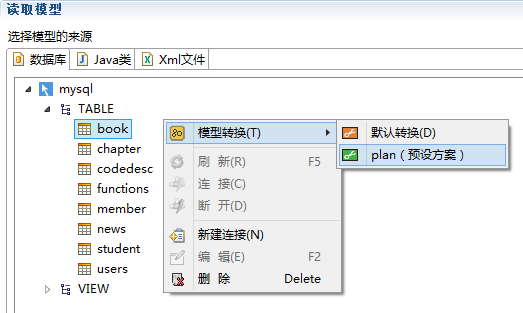 读取模型
选择模型的来源
数据库 Java类 Xml文件
mysql
TABLE
book
chapter
codedesc
functions
member
news
student
users
VIEW
模型转换(T)
刷 新(R) F5
连 接(C)
断 开(D)
新建连接(N)
编 辑(E) F2
删 除 Delete
默认转换(D)
plan（预设方案）